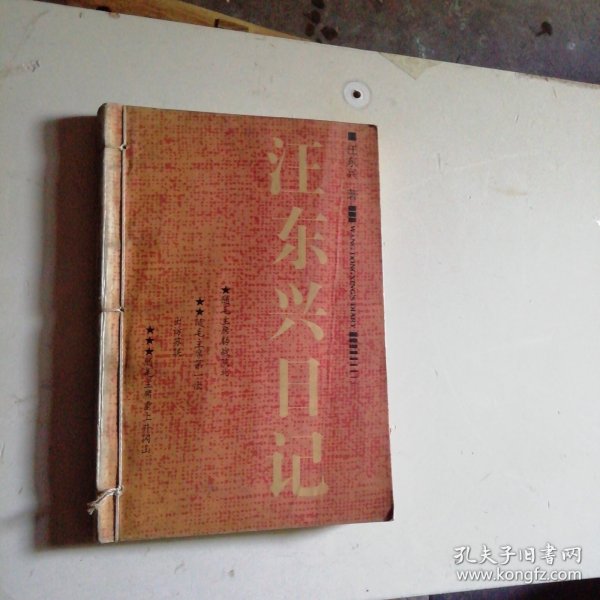 汪东兴日记
汪东兴 著
WANG DONGXING'S DIARY
★随毛主席转战陕北
★★随毛主席第一次
出访苏联
★★★随毛主席重上井冈山
孔夫子旧书网
www.kongfz.com